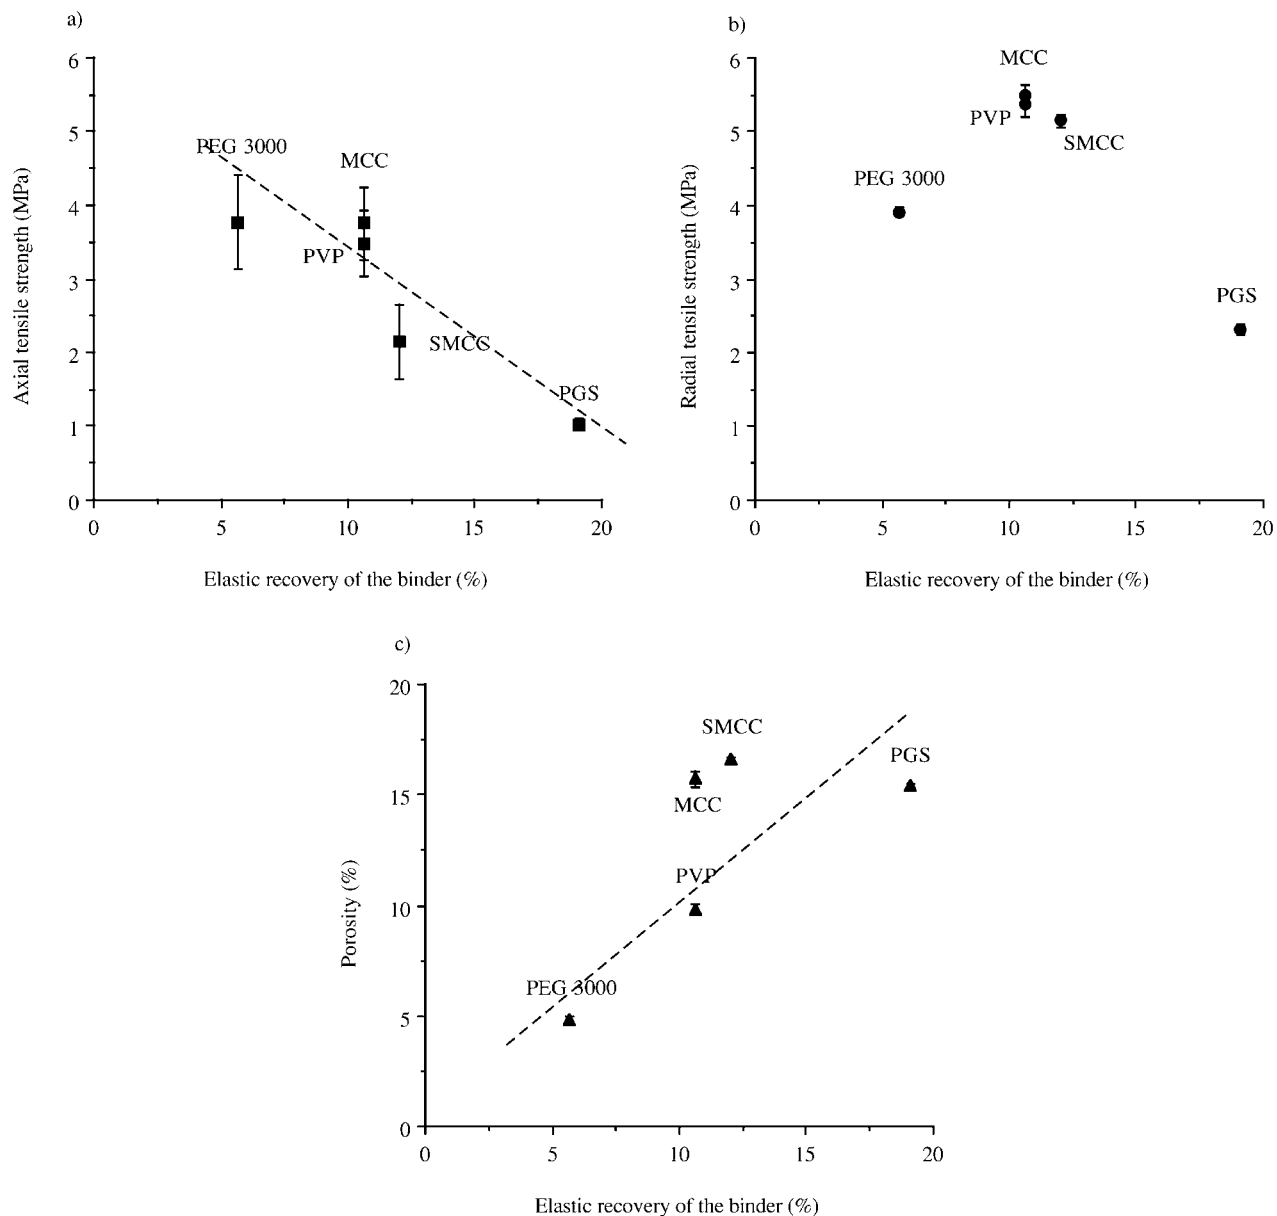 a)
6
5
4
3
2
1
0
Axial tensile strength (MPa)
PEG 3000
MCC
PVP
SMCC
PGS
0 5 10 15 20
Elastic recovery of the binder (%)
b)
6
5
4
3
2
1
0
Radial tensile strength (MPa)
MCC
PVP
SMCC
PEG 3000
PGS
0 5 10 15 20
Elastic recovery of the binder (%)
c)
20
15
10
5
0
Porosity (%)
SMCC
PGS
MCC
PVP
PEG 3000
0 5 10 15 20
Elastic recovery of the binder (%)